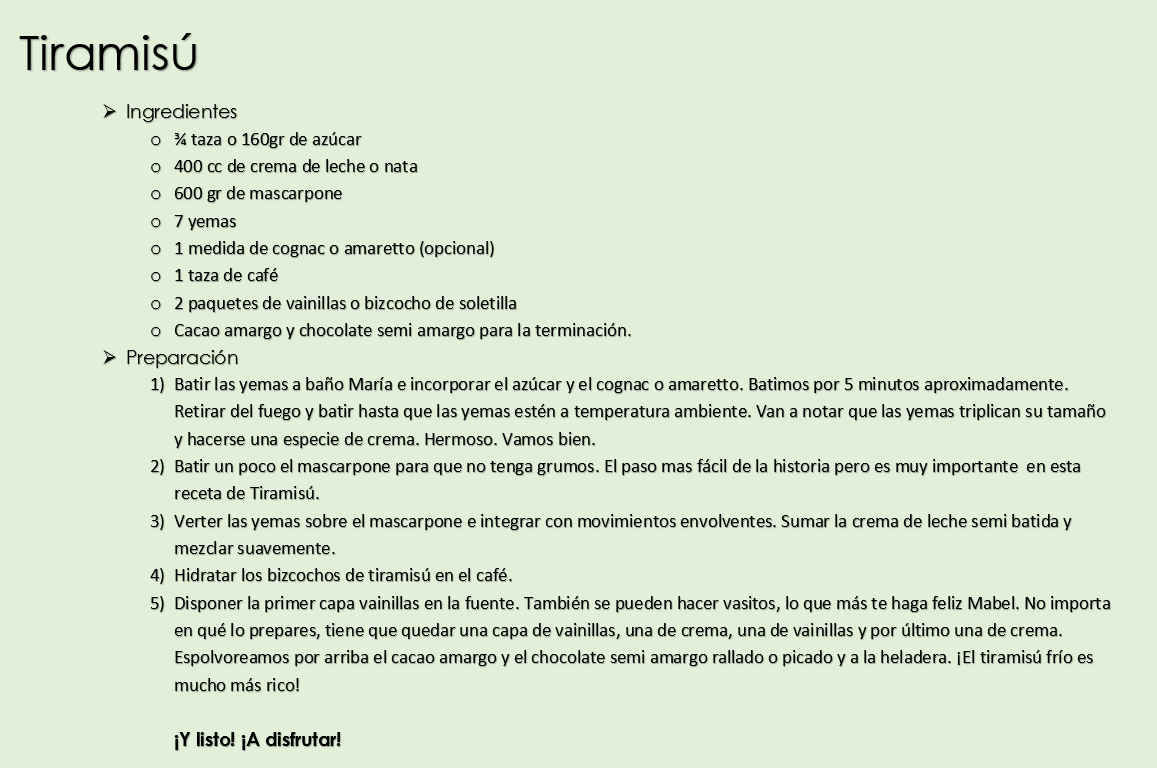 Tiramisú
➢ Ingredientes
o ¾ taza o 160gr de azúcar
o 400 cc de crema de leche o nata
o 600 gr de mascarpone
o 7 yemas
o 1 medida de cognac o amaretto (opcional)
o 1 taza de café
o 2 paquetes de vainillas o bizcocho de soletilla
o Cacao amargo y chocolate semi amargo para la terminación.
➢ Preparación
1) Batir las yemas a baño María e incorporar el azúcar y el cognac o amaretto. Batimos por 5 minutos aproximadamente.
Retirar del fuego y batir hasta que las yemas estén a temperatura ambiente. Van a notar que las yemas triplican su tamaño
y hacerse una especie de crema. Hermoso. Vamos bien.
2) Batir un poco el mascarpone para que no tenga grumos. El paso mas fácil de la historia pero es muy importante  en esta
receta de Tiramisú.
3) Verter las yemas sobre el mascarpone e integrar con movimientos envolventes. Sumar la crema de leche semi batida y
mezclar suavemente.
4) Hidratar los bizcochos de tiramisú en el café.
5) Disponer la primer capa vainillas en la fuente. También se pueden hacer vasitos, lo que más te haga feliz Mabel. No importa
en qué lo prepares, tiene que quedar una capa de vainillas, una de crema, una de vainillas y por último una de crema.
Espolvoreamos por arriba el cacao amargo y el chocolate semi amargo rallado o picado y a la heladera. ¡El tiramisú frío es
mucho más rico!
¡Y listo! ¡A disfrutar!